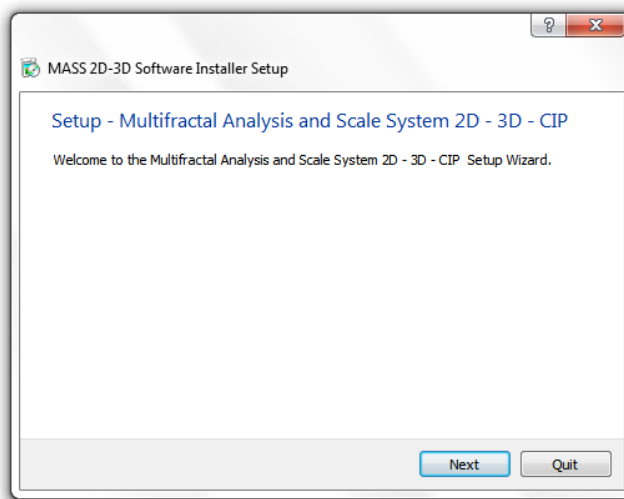 ?
MASS 2D-3D Software Installer Setup
Setup - Multifractal Analysis and Scale System 2D - 3D - CIP
Welcome to the Multifractal Analysis and Scale System 2D - 3D - CIP  Setup Wizard.
Next Quit